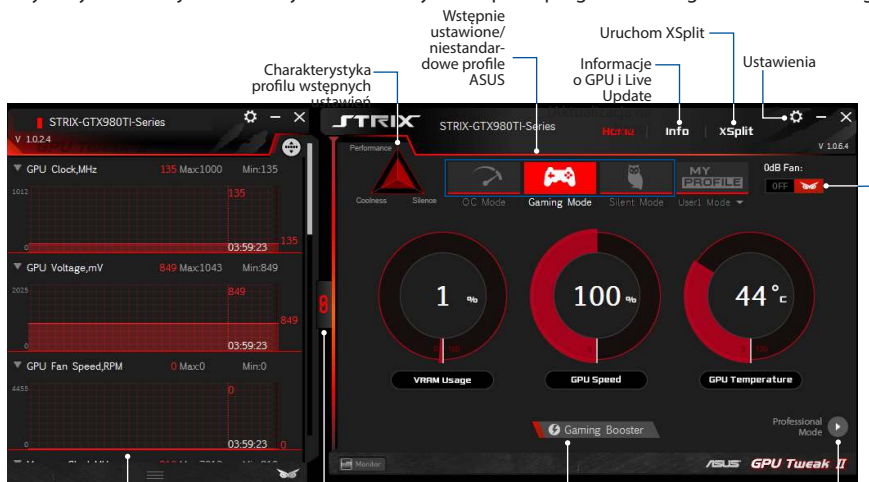 Wstępnie
ustawione/
niestandar-
dowe profile
ASUS
Uruchom XSplit
Informacje
o GPU i Live
Update
Ustawienia
Charakterystyka
profilu wstępnych
ustawień
STRIX-GTX980TI-Series
V 1.0.2.4
GPU Clock,MHz 135 Max:1000 Min:135
1012
135
135
0
03:59:23
GPU Voltage,mV 849 Max:1043 Min:849
2025
849
849
0
03:59:23
GPU Fan Speed,RPM 0 Max:0 Min:0
4455
0
0
03:59:23
0
STRIX
STRIX-GTX980TI-Series
Home Info XSplit
V 1.0.6.4
Performance
Coolness Silence
OC Mode Gaming Mode Silent Mode
MY
PROFILE
User1 Mode
0dB Fan:
OFF
1 %
0 100
VRAM Usage
100 %
0 100
GPU Speed
44°C
0 100
GPU Temperature
Gaming Booster
Professional
Mode
Monitor
ASUS GPU Tweak II